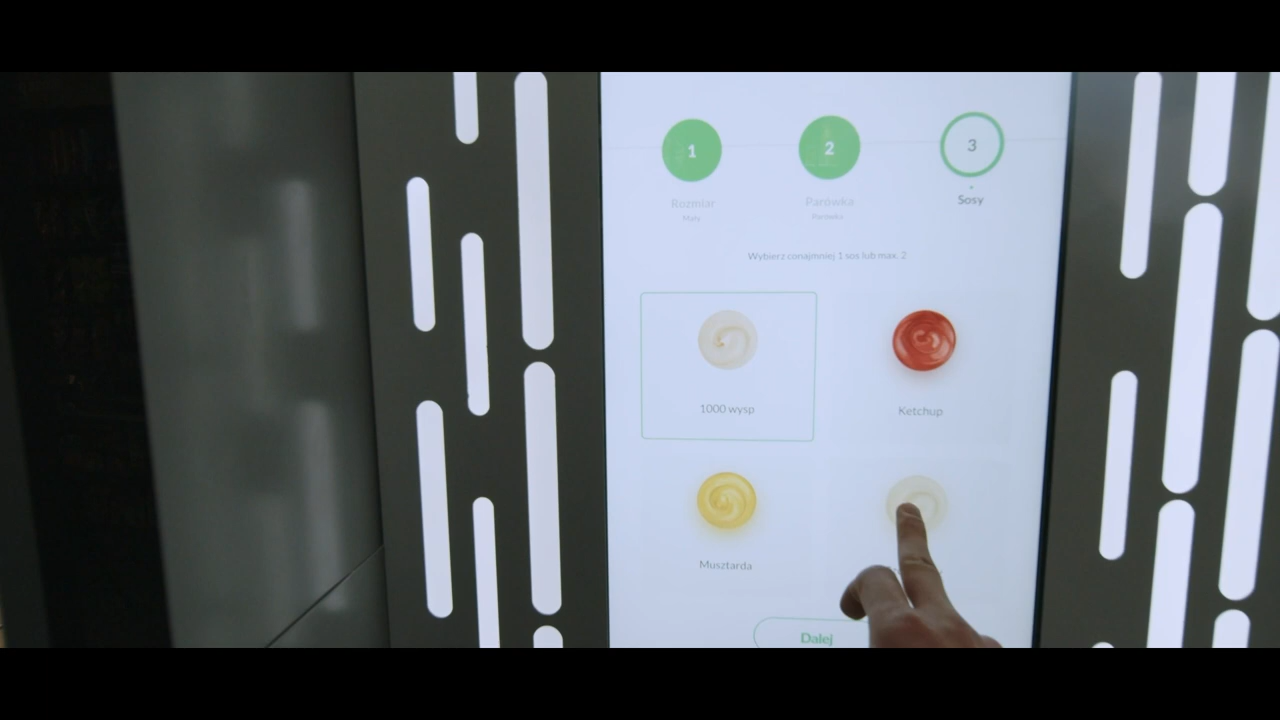 1
2
3
Rozmiar
Parówka
Sosy
Mały
Parówka
Wybierz conajmniej 1 sos lub max. 2
1000 wysp
Ketchup
Musztarda
Dalej